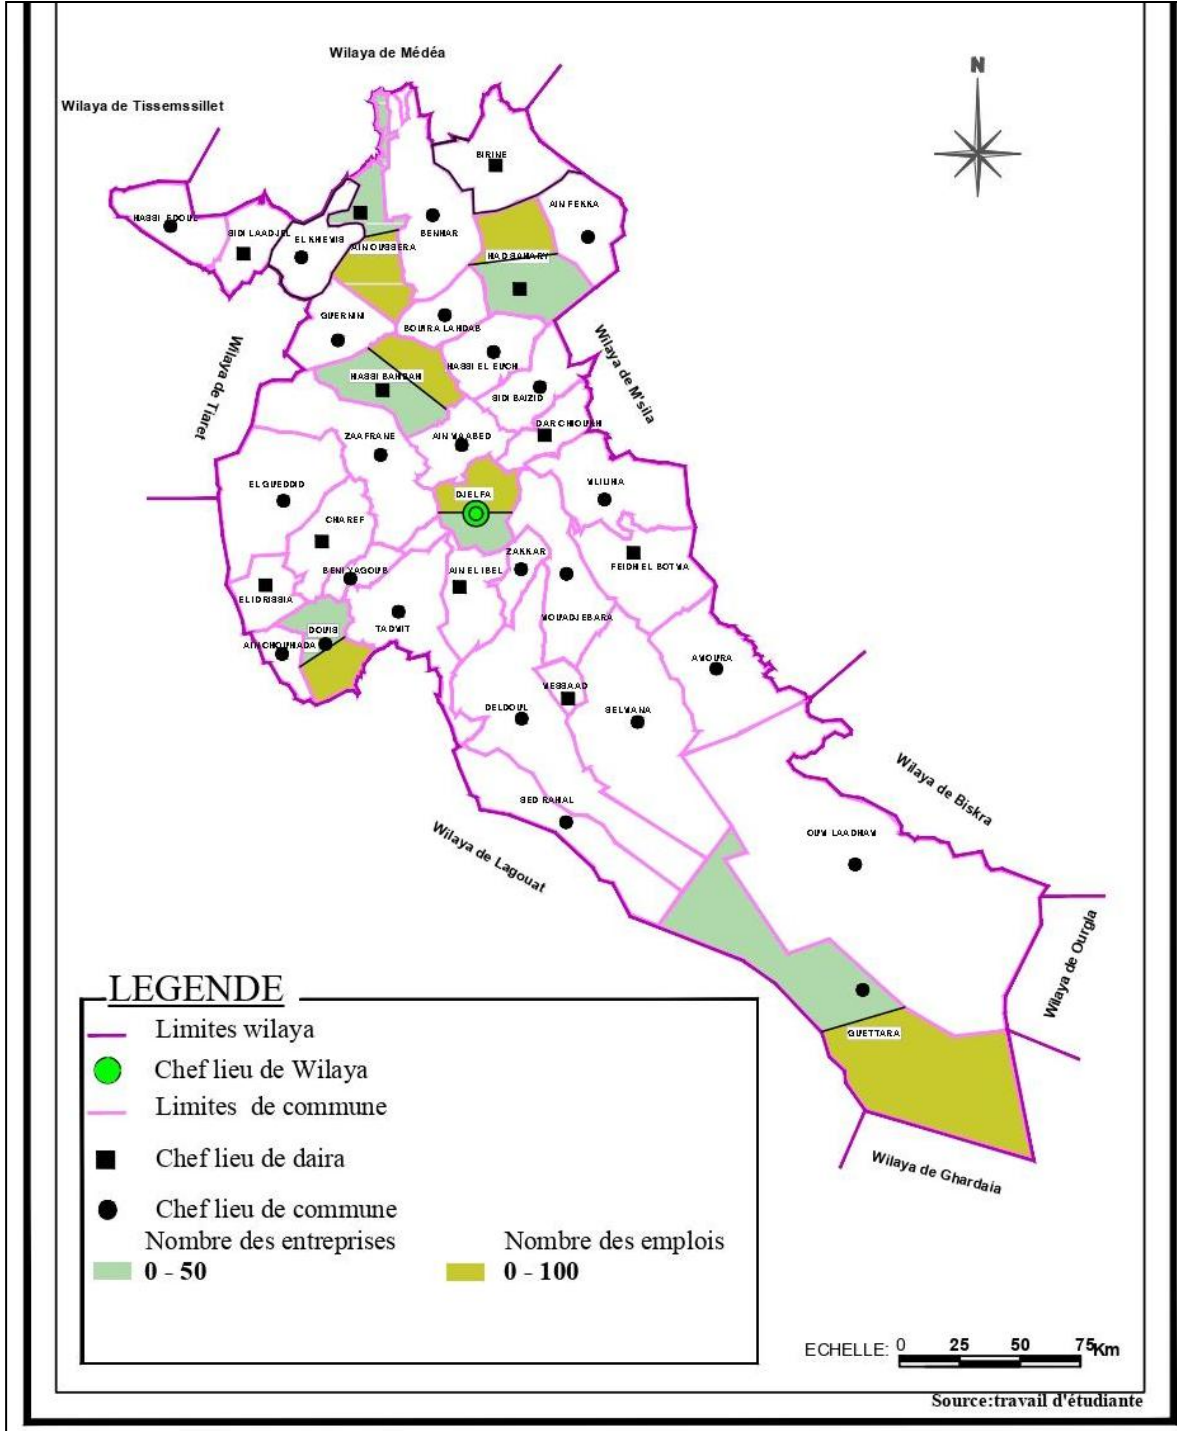 Wilaya de Médéa
N
Wilaya de Tissemssillet
BIRINE
AIN FEKKA
HASSI FDOUL
SIDI LAADJEL
EL KHEMIS
BENHAR
AIN OUSSERA
HAD SAHARY
GUERNINI
BOUIRA LAHDAB
Wilaya de Tiaret
Wilaya de M'sila
HASSI EL EUCH
HASSI BAHBAH
SIDI BAIZID
DAR CHIOUKH
ZAAFRANE
AIN MAABED
EL GUEDDID
DJELFA
MLILIHA
CHAREF
ZAKKAR
FEIDH EL BOTMA
BENI YAGOUB
AIN EL IBEL
EL IDRISSIA
MOUADJEBARA
DOUIS
TADMIT
AIN CHOUHADA
AMOURA
MESSAAD
DELDOUL
SELMANA
Wilaya de Biskra
SED RAHAL
OUM LAADHAM
Wilaya de Lagouat
Wilaya de Ourgla
GUETTARA
Wilaya de Ghardaia
LEGENDE
Limites wilaya
Chef lieu de Wilaya
Limites de commune
Chef lieu de daira
Chef lieu de commune
Nombre des entreprises
0 - 50
Nombre des emplois
0 - 100
ECHELLE: 0 25 50 75 Km
Source:travail d'étudiante